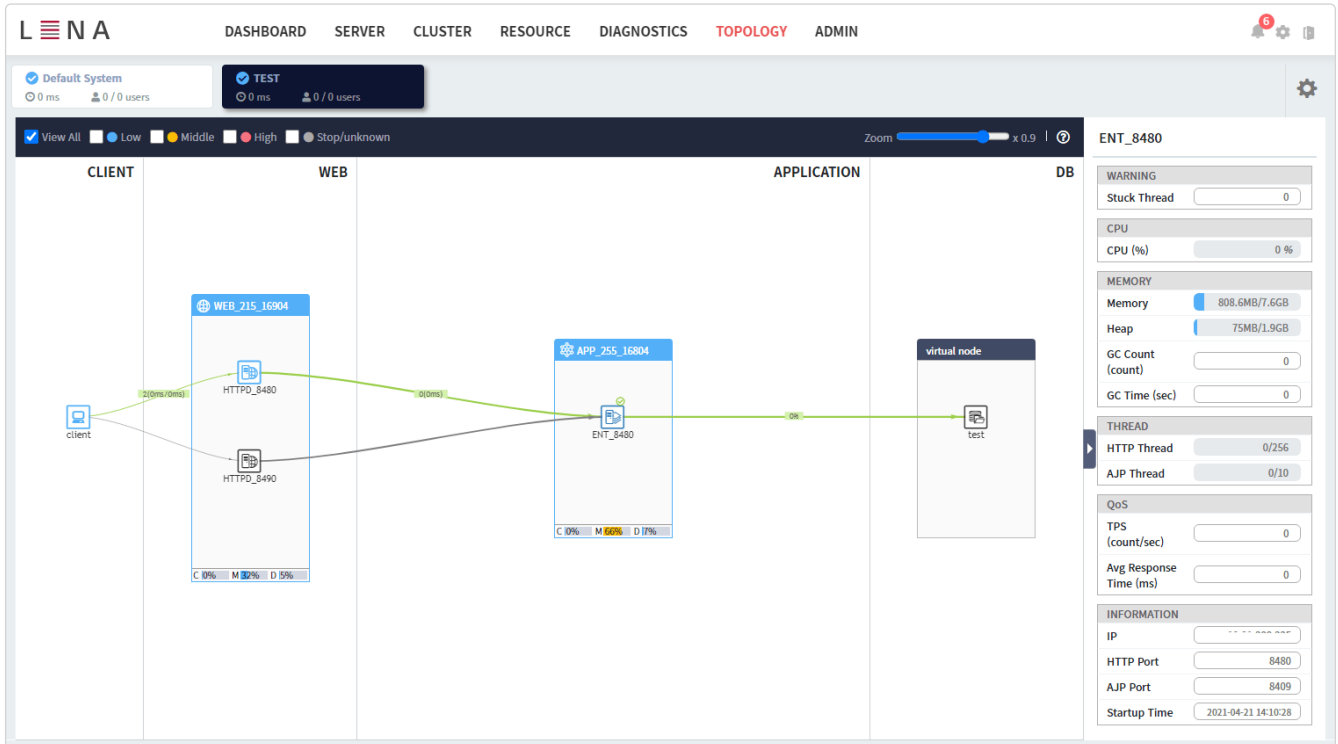 LENA
DASHBOARD SERVER CLUSTER RESOURCE DIAGNOSTICS TOPOLOGY ADMIN
6
Default System
0 ms 0 / 0 users
TEST
0 ms 0 / 0 users
View All Low Middle High Stop/unknown
Zoom x 0.9
CLIENT WEB APPLICATION DB
WEB_215_16904
HTTPD_8480
HTTPD_8490
C 0% M 32% D 5%
client
2(0ms/0ms)
0(0ms)
APP_255_16804
ENT_8480
C 0% M 66% D 7%
0%
virtual node
test
ENT_8480
WARNING
Stuck Thread 0
CPU
CPU (%) 0 %
MEMORY
Memory 808.6MB/7.6GB
Heap 75MB/1.9GB
GC Count
(count) 0
GC Time (sec) 0
THREAD
HTTP Thread 0/256
AJP Thread 0/10
QoS
TPS
(count/sec) 0
Avg Response
Time (ms) 0
INFORMATION
IP
HTTP Port 8480
AJP Port 8409
Startup Time 2021-04-21 14:10:28